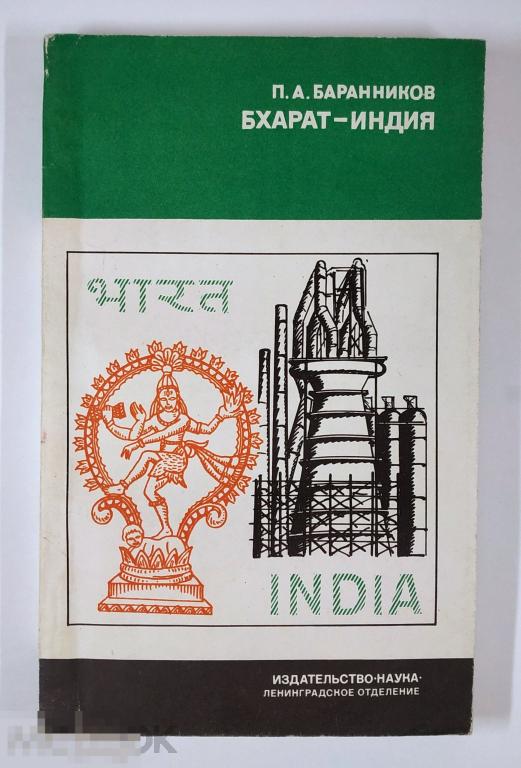 П. А. БАРАННИКОВ
БХАРАТ–ИНДИЯ
भारत
INDIA
ИЗДАТЕЛЬСТВО·НАУКА·
ЛЕНИНГРАДСКОЕ ОТДЕЛЕНИЕ